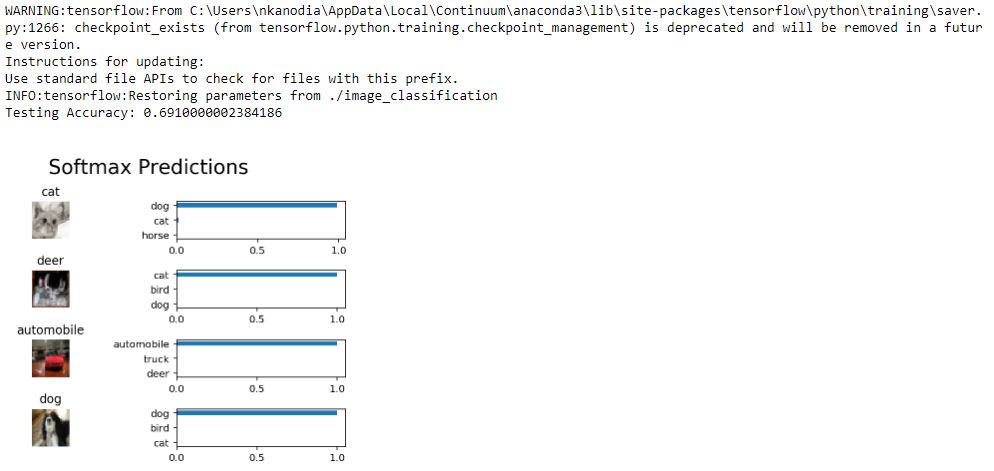 WARNING:tensorflow:From C:\Users\nkanodia\AppData\Local\Continuum\anaconda3\lib\site-packages\tensorflow\python\training\saver.
py:1266: checkpoint_exists (from tensorflow.python.training.checkpoint_management) is deprecated and will be removed in a futur
e version.
Instructions for updating:
Use standard file APIs to check for files with this prefix.
INFO:tensorflow:Restoring parameters from ./image_classification
Testing Accuracy: 0.6910000002384186
Softmax Predictions
cat
dog
cat
horse
0.0 0.5 1.0
deer
cat
bird
dog
0.0 0.5 1.0
automobile
automobile
truck
deer
0.0 0.5 1.0
dog
dog
bird
cat
0.0 0.5 1.0